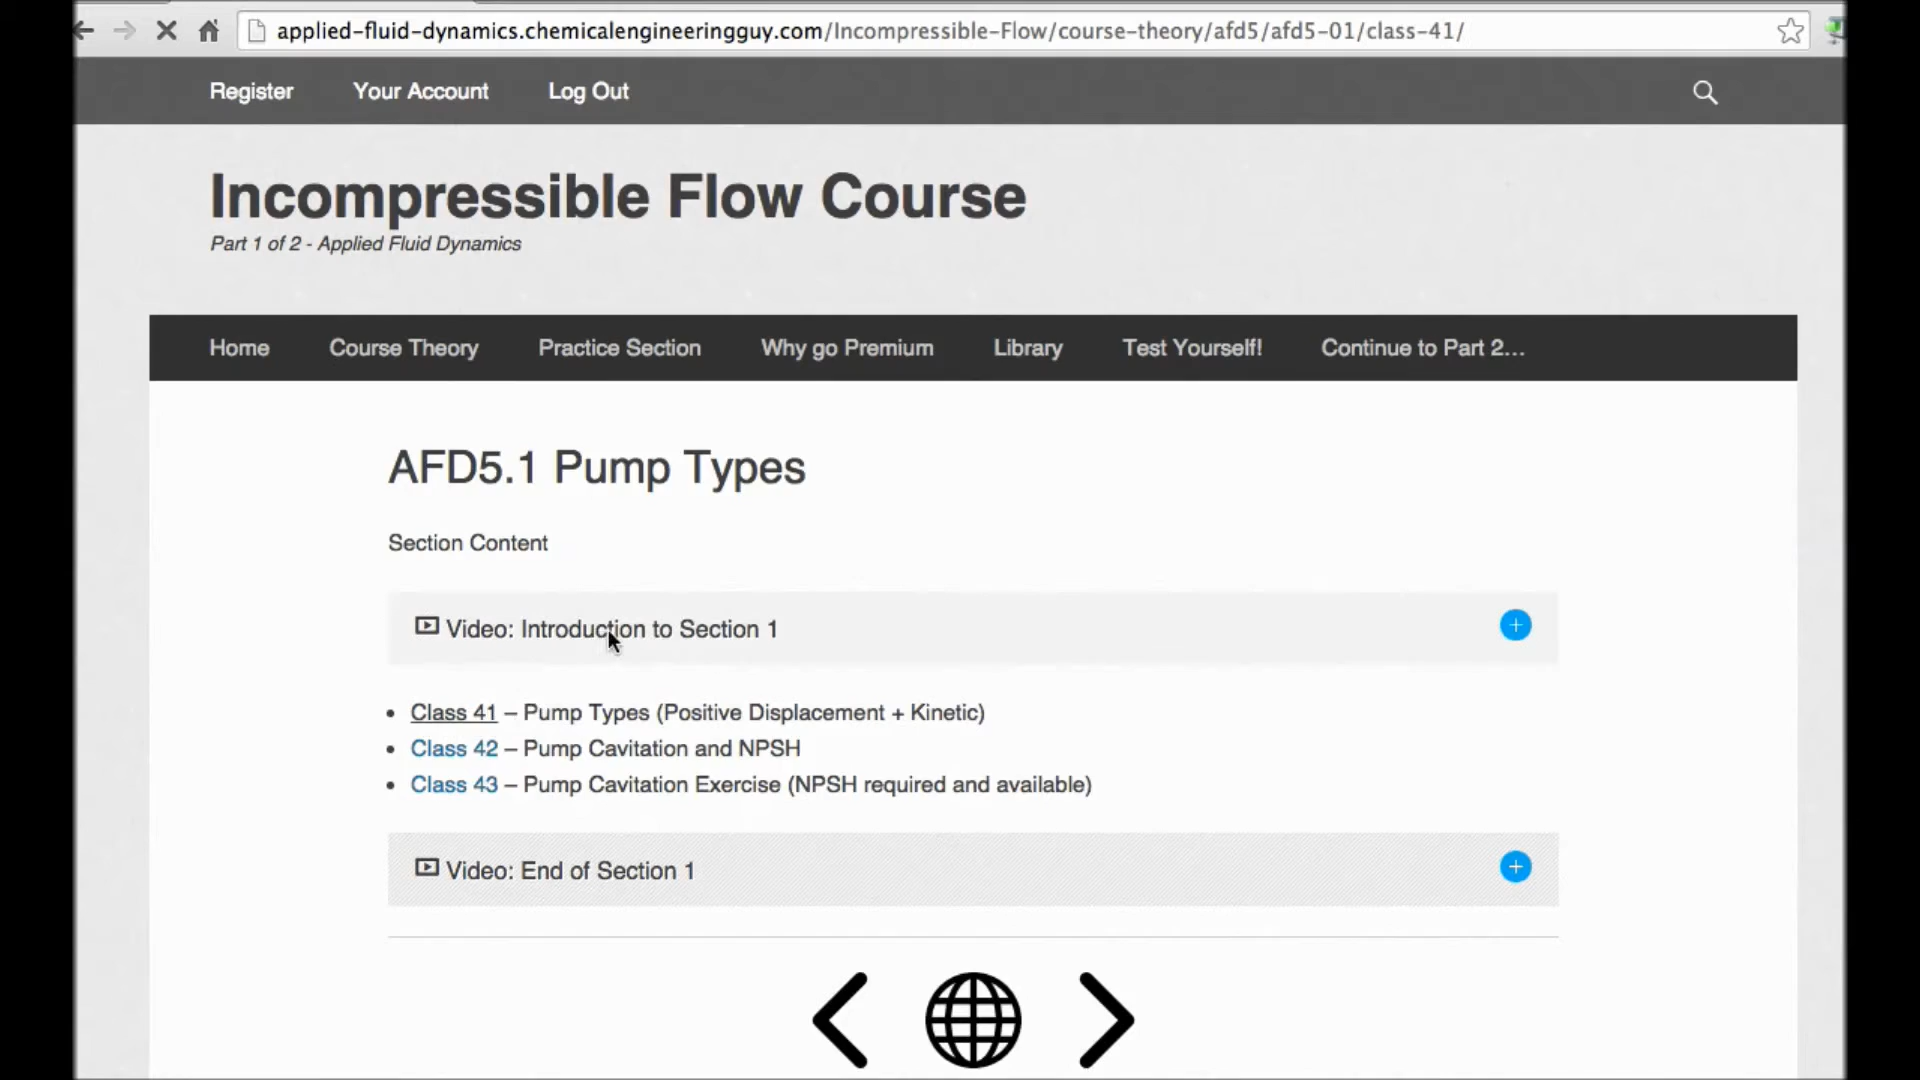 applied-fluid-dynamics.chemicalengineeringguy.com/Incompressible-Flow/course-theory/afd5/afd5-01/class-41/
Register Your Account Log Out
Incompressible Flow Course
Part 1 of 2 - Applied Fluid Dynamics
Home Course Theory Practice Section Why go Premium Library Test Yourself! Continue to Part 2...
AFD5.1 Pump Types
Section Content
Video: Introduction to Section 1
• Class 41 – Pump Types (Positive Displacement + Kinetic)
• Class 42 – Pump Cavitation and NPSH
• Class 43 – Pump Cavitation Exercise (NPSH required and available)
Video: End of Section 1